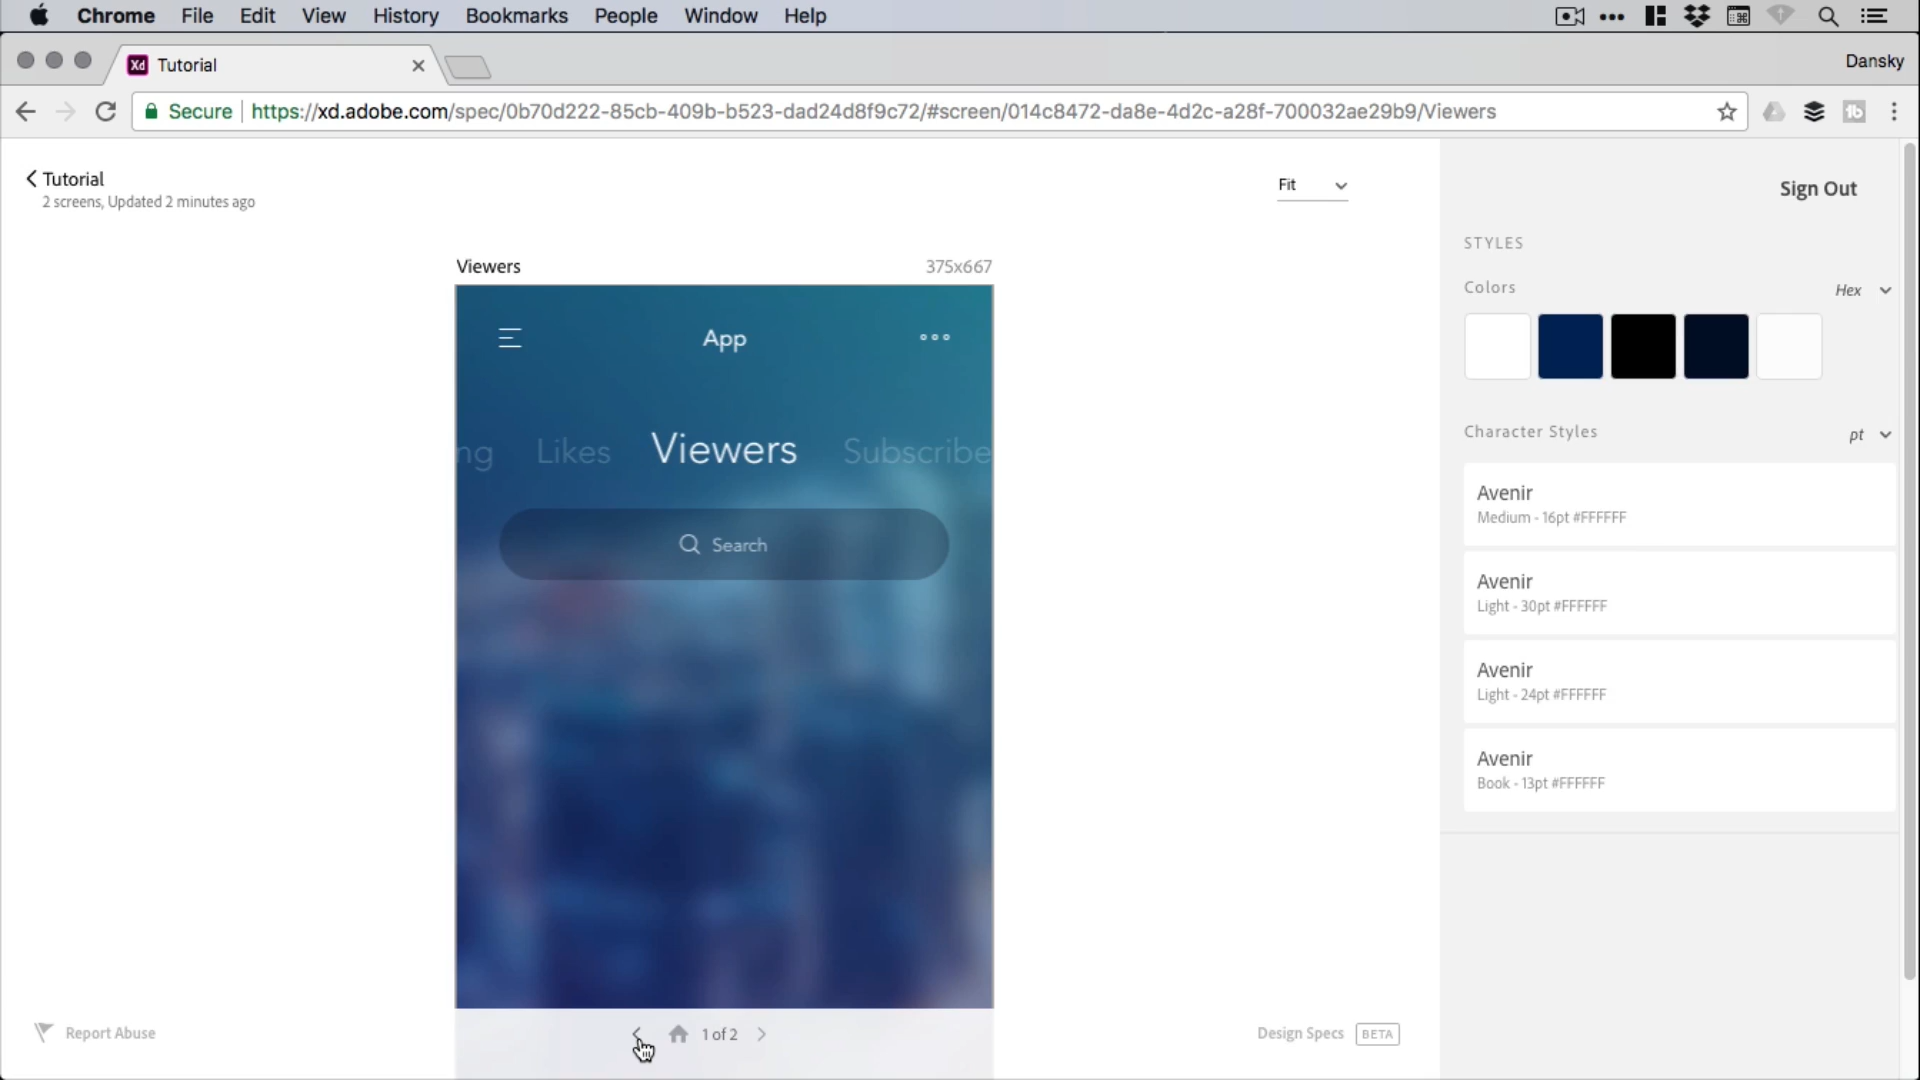 Chrome File Edit View History Bookmarks People Window Help
Xd Tutorial
Dansky
Secure https://xd.adobe.com/spec/0b70d222-85cb-409b-b523-dad24d8f9c72/#screen/014c8472-da8e-4d2c-a28f-700032ae29b9/Viewers
Tutorial
2 screens, Updated 2 minutes ago
Fit
Sign Out
Viewers 375x667
App
ng Likes Viewers Subscribe
Search
1 of 2
STYLES
Colors Hex
Character Styles pt
Avenir
Medium - 16pt #FFFFFF
Avenir
Light - 30pt #FFFFFF
Avenir
Light - 24pt #FFFFFF
Avenir
Book - 13pt #FFFFFF
Report Abuse
Design Specs BETA